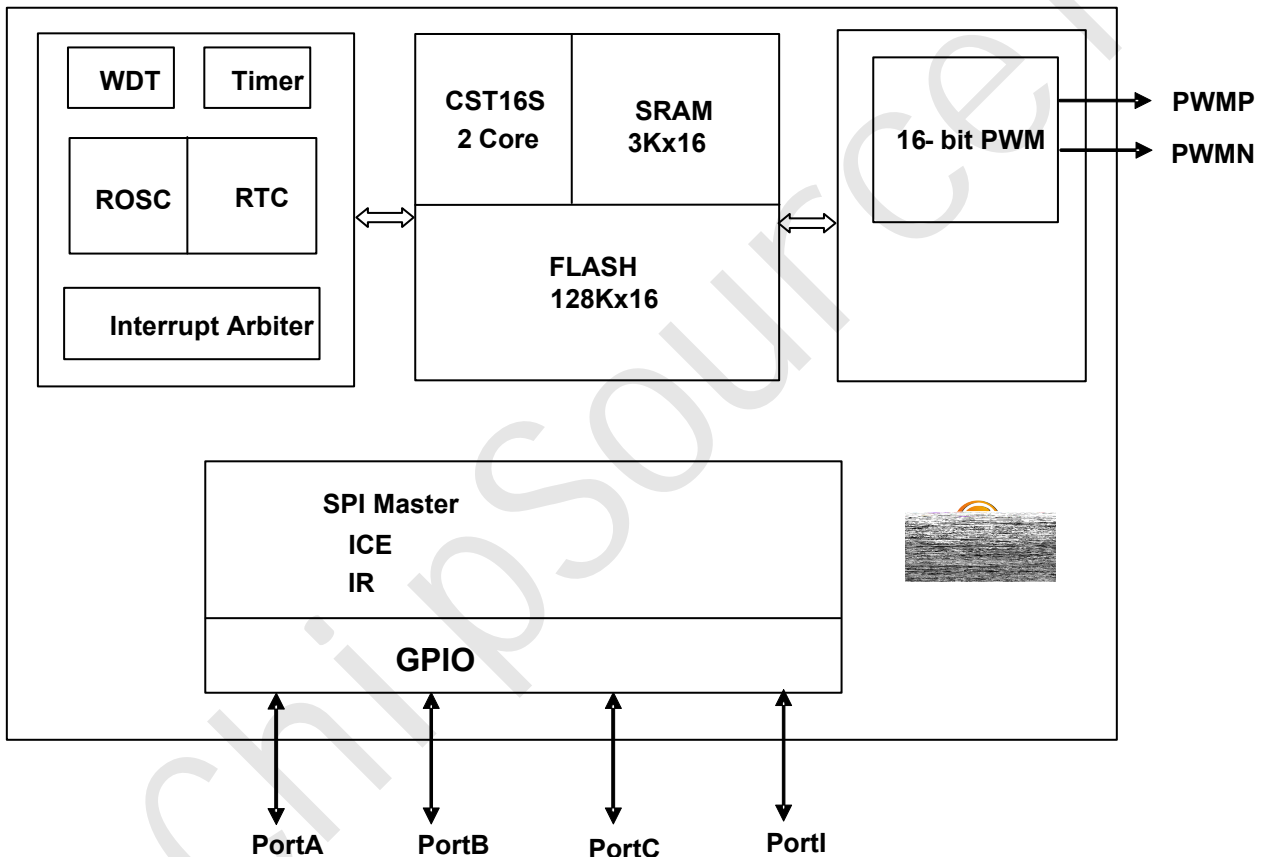 WDT
Timer
ROSC
RTC
Interrupt Arbiter
CST16S
2 Core
SRAM
3Kx16
FLASH
128Kx16
16- bit PWM
PWMP
PWMN
SPI Master
ICE
IR
GPIO
PortA
PortB
PortC
PortI
ChipSource